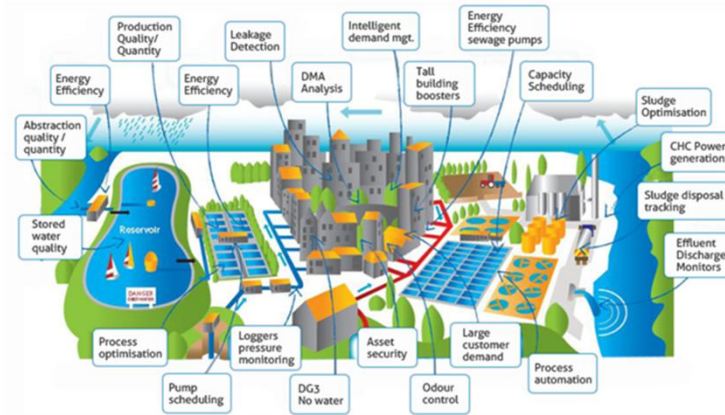 Production
Quality/
Quantity
Leakage
Detection
Intelligent
demand mgt.
Energy
Efficiency
sewage pumps
Energy
Efficiency
Energy
Efficiency
DMA
Analysis
Tall
building
boosters
Capacity
Scheduling
Sludge
Optimisation
Abstraction
quality /
quantity
CHC Power
generation
Sludge disposal
tracking
Stored
water
quality
Reservoir
Effluent
Discharge
Monitors
DANGER
DEEP WATER
Process
optimisation
Loggers
pressure
monitoring
Asset
security
Large
customer
demand
Process
automation
Pump
scheduling
DG3
No water
Odour
control